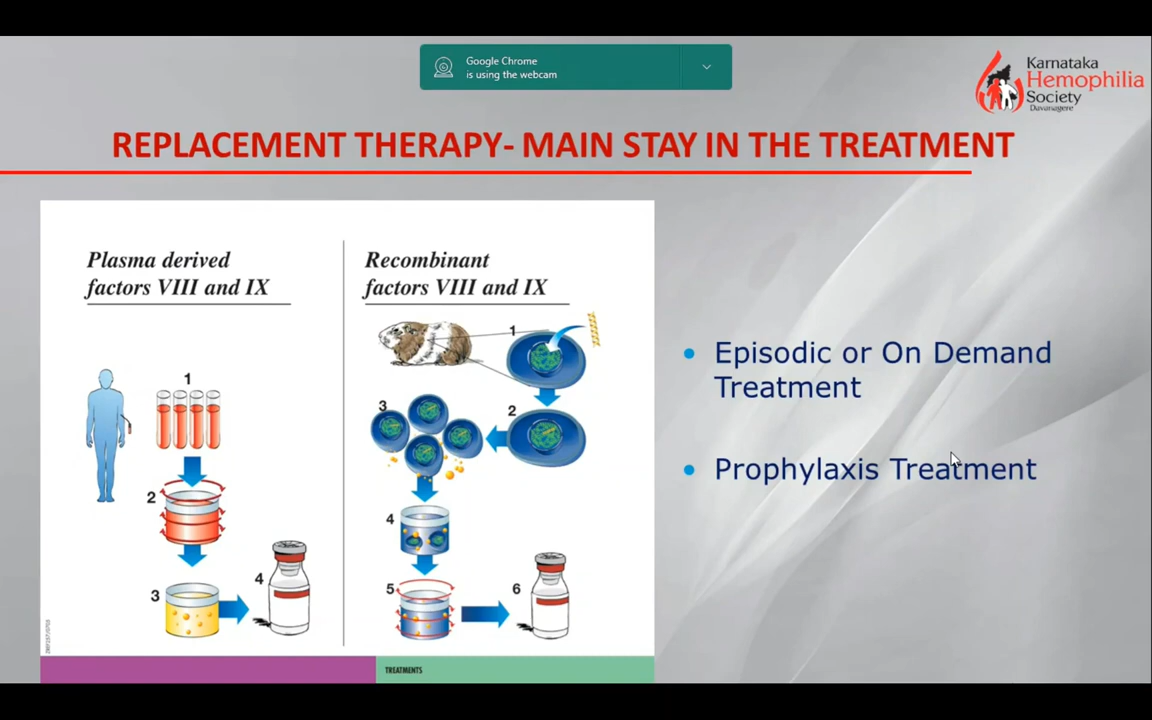 Google Chrome
is using the webcam
Karnataka
Hemophilia
Society
Davanagere
REPLACEMENT THERAPY- MAIN STAY IN THE TREATMENT
Plasma derived
factors VIII and IX
1
2
3
4
Recombinant
factors VIII and IX
1
2
3
4
5
6
TREATMENTS
• Episodic or On Demand
Treatment
• Prophylaxis Treatment